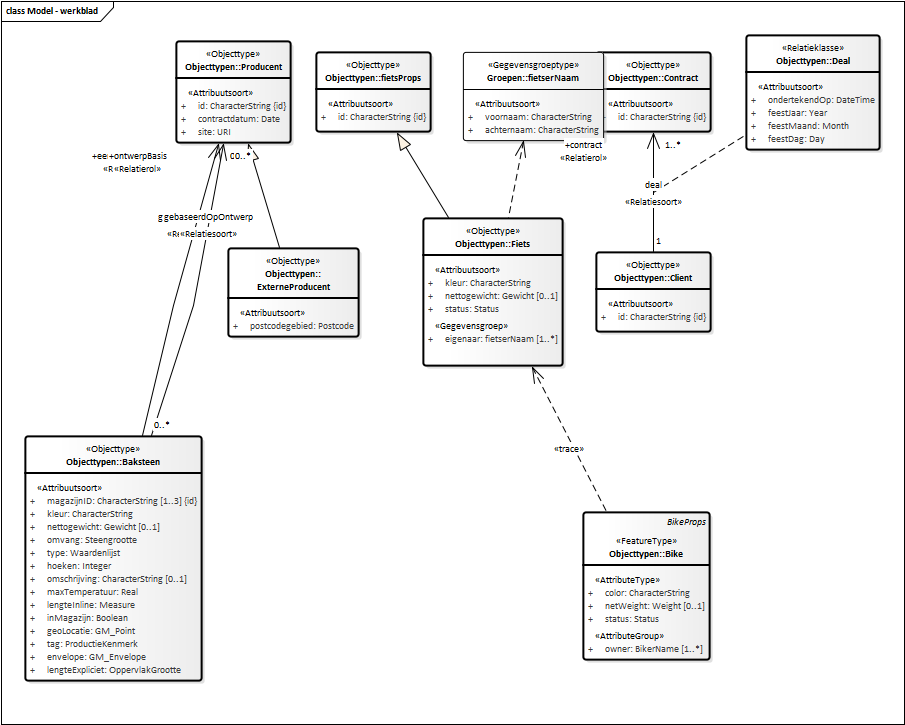 class Model - werkblad
«Objecttype»
Objecttypen::Producent
«Attribuutsoort»
+ id: CharacterString {id}
+ contractdatum: Date
+ site: URI
«Objecttype»
Objecttypen::fietsProps
«Attribuutsoort»
+ id: CharacterString {id}
«Gegevensgroeptype»
Groepen::fietserNaam
«Attribuutsoort»
+ voornaam: CharacterString
+ achternaam: CharacterString
«Objecttype»
Objecttypen::Contract
«Attribuutsoort»
id: CharacterString {id}
«Relatieklasse»
Objecttypen::Deal
«Attribuutsoort»
+ ondertekendOp: DateTime
+ feestJaar: Year
+ feestMaand: Month
+ feestDag: Day
+ontwerpBasis
«Relatierol»
0..*
+contract
«Relatierol»
1..*
deal
«Relatiesoort»
1
gebaseerdOpOntwerp
«Relatiesoort»
«Objecttype»
Objecttypen::
ExterneProducent
«Attribuutsoort»
+ postcodegebied: Postcode
«Objecttype»
Objecttypen::Fiets
«Attribuutsoort»
+ kleur: CharacterString
+ nettogewicht: Gewicht [0..1]
+ status: Status
«Gegevensgroep»
+ eigenaar: fietserNaam [1..*]
«Objecttype»
Objecttypen::Client
«Attribuutsoort»
+ id: CharacterString {id}
0..*
«trace»
«Objecttype»
Objecttypen::Baksteen
«Attribuutsoort»
+ magazijnID: CharacterString [1..3] {id}
+ kleur: CharacterString
+ nettogewicht: Gewicht [0..1]
+ omvang: Steengrootte
+ type: Waardenlijst
+ hoeken: Integer
+ omschrijving: CharacterString [0..1]
+ maxTemperatuur: Real
+ lengteInline: Measure
+ inMagazijn: Boolean
+ geoLocatie: GM_Point
+ tag: ProductieKenmerk
+ envelope: GM_Envelope
+ lengteExpliciet: OppervlakGrootte
BikeProps
«FeatureType»
Objecttypen::Bike
«AttributeType»
+ color: CharacterString
+ netWeight: Weight [0..1]
+ status: Status
«AttributeGroup»
+ owner: BikerName [1..*]